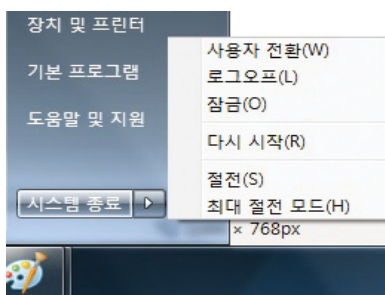 장치 및 프린터
기본 프로그램
도움말 및 지원
시스템 종료
사용자 전환(W)
로그오프(L)
잠금(O)
다시 시작(R)
절전(S)
최대 절전 모드(H)
× 768px